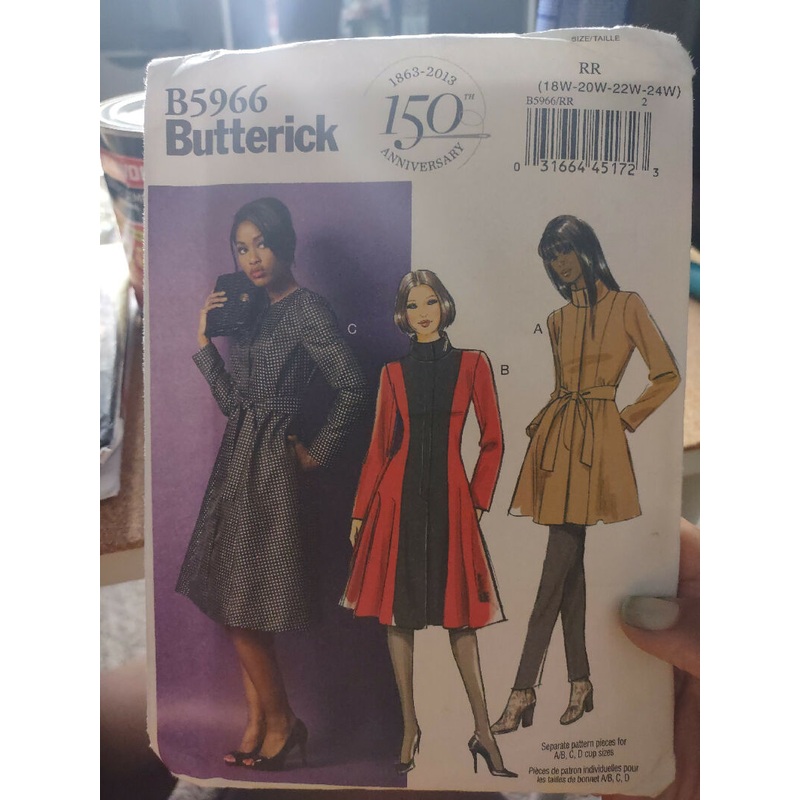 B5966
Butterick
1863-2013
150TH
ANNIVERSARY
SIZE/TAILLE
RR
(18W-20W-22W-24W)
B5966/RR 2
0 31664 45172 3
C
B
A
Separate pattern pieces for
A/B, C, D cup sizes
Pièces de patron individuelles pour
les tailles de bonnet A/B, C, D